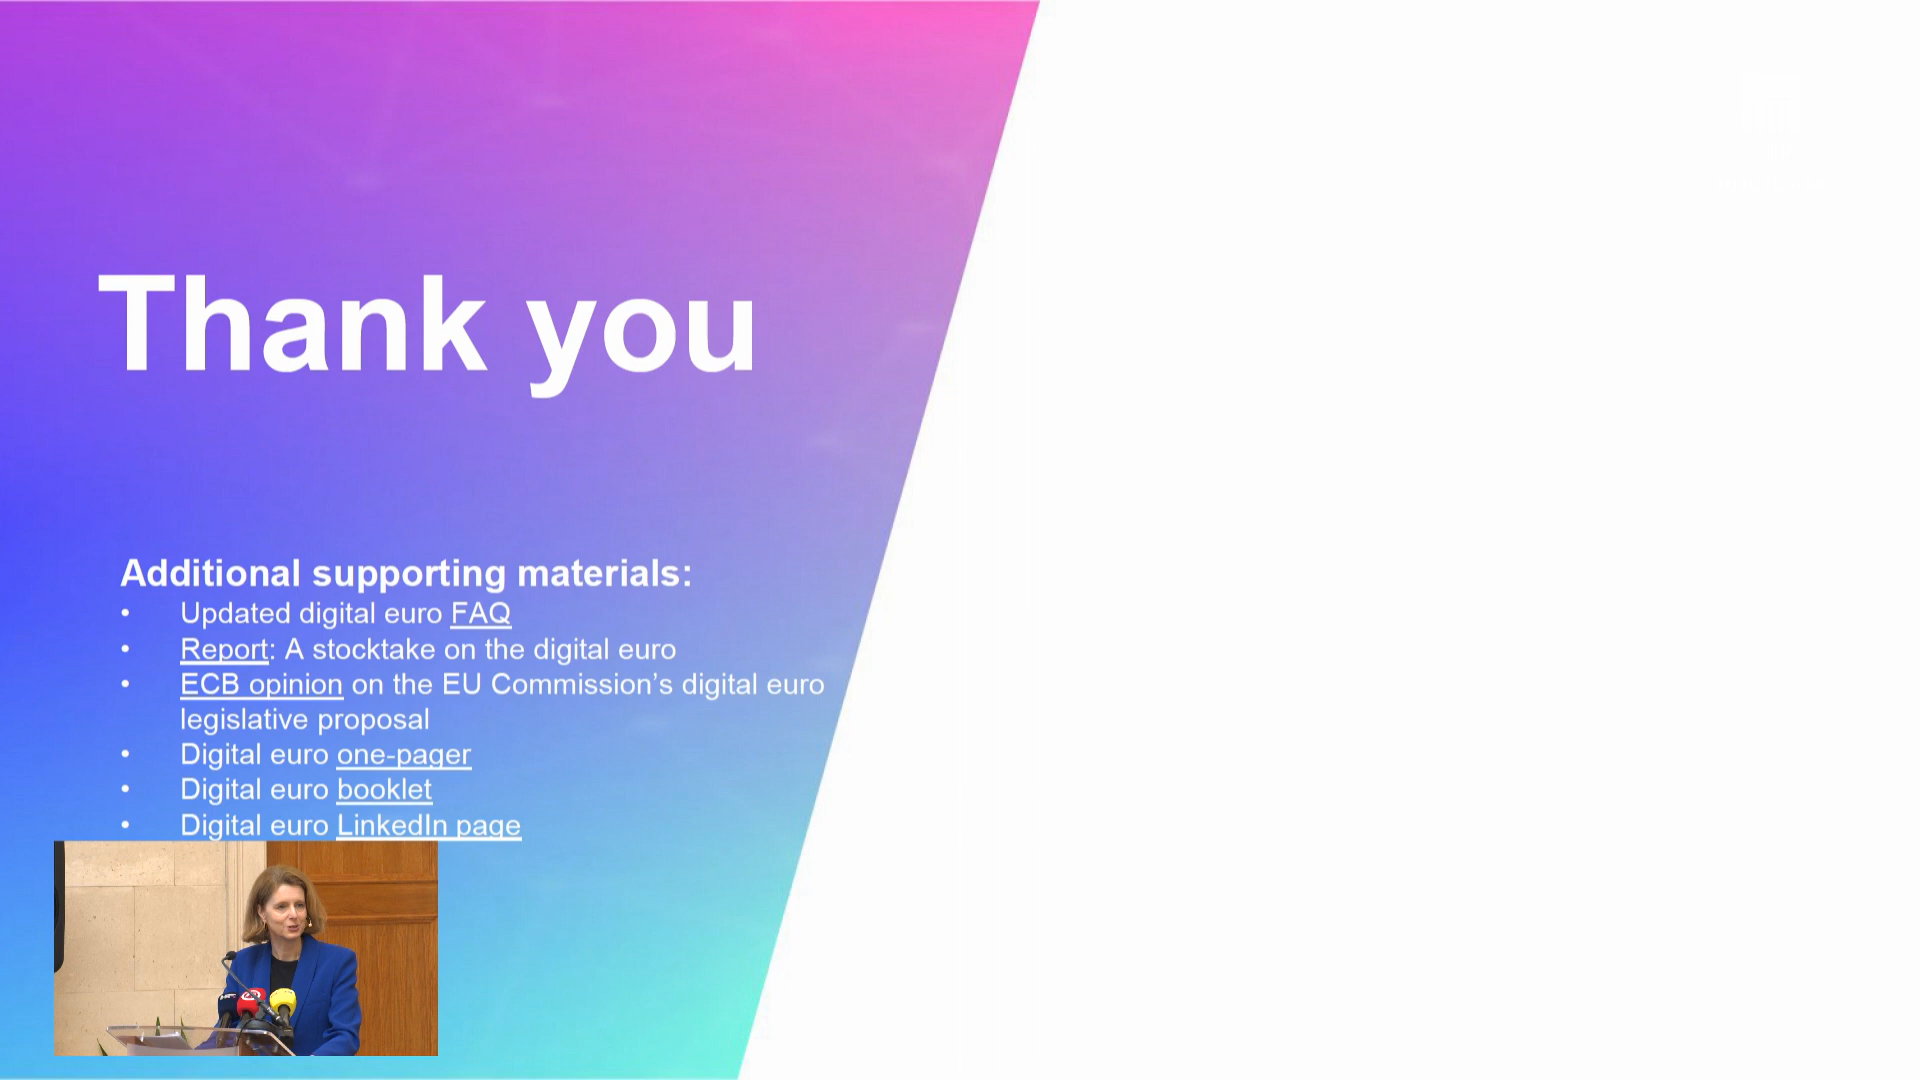 Thank you
Additional supporting materials:
• Updated digital euro FAQ
• Report: A stocktake on the digital euro
• ECB opinion on the EU Commission’s digital euro
legislative proposal
• Digital euro one-pager
• Digital euro booklet
• Digital euro LinkedIn page